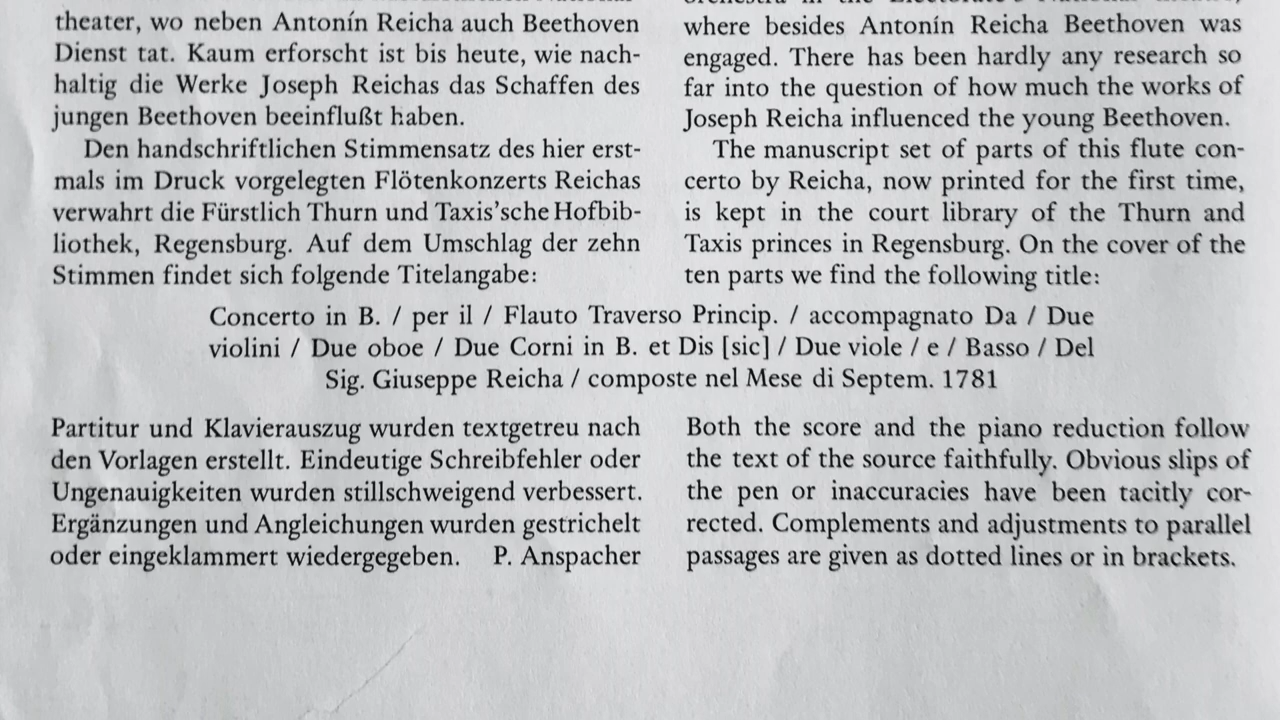 theater, wo neben Antonín Reicha auch Beethoven
Dienst tat. Kaum erforscht ist bis heute, wie nach-
haltig die Werke Joseph Reichas das Schaffen des
jungen Beethoven beeinflußt haben.
Den handschriftlichen Stimmensatz des hier erst-
mals im Druck vorgelegten Flötenkonzerts Reichas
verwahrt die Fürstlich Thurn und Taxis'sche Hofbib-
liothek, Regensburg. Auf dem Umschlag der zehn
Stimmen findet sich folgende Titelangabe:
where besides Antonín Reicha Beethoven was
engaged. There has been hardly any research so
far into the question of how much the works of
Joseph Reicha influenced the young Beethoven.
The manuscript set of parts of this flute con-
certo by Reicha, now printed for the first time,
is kept in the court library of the Thurn and
Taxis princes in Regensburg. On the cover of the
ten parts we find the following title:
Concerto in B. / per il / Flauto Traverso Princip. / accompagnato Da / Due
violini / Due oboe / Due Corni in B. et Dis [sic] / Due viole / e / Basso / Del
Sig. Giuseppe Reicha / composte nel Mese di Septem. 1781
Partitur und Klavierauszug wurden textgetreu nach
den Vorlagen erstellt. Eindeutige Schreibfehler oder
Ungenauigkeiten wurden stillschweigend verbessert.
Ergänzungen und Angleichungen wurden gestrichelt
oder eingeklammert wiedergegeben. P. Anspacher
Both the score and the piano reduction follow
the text of the source faithfully. Obvious slips of
the pen or inaccuracies have been tacitly cor-
rected. Complements and adjustments to parallel
passages are given as dotted lines or in brackets.